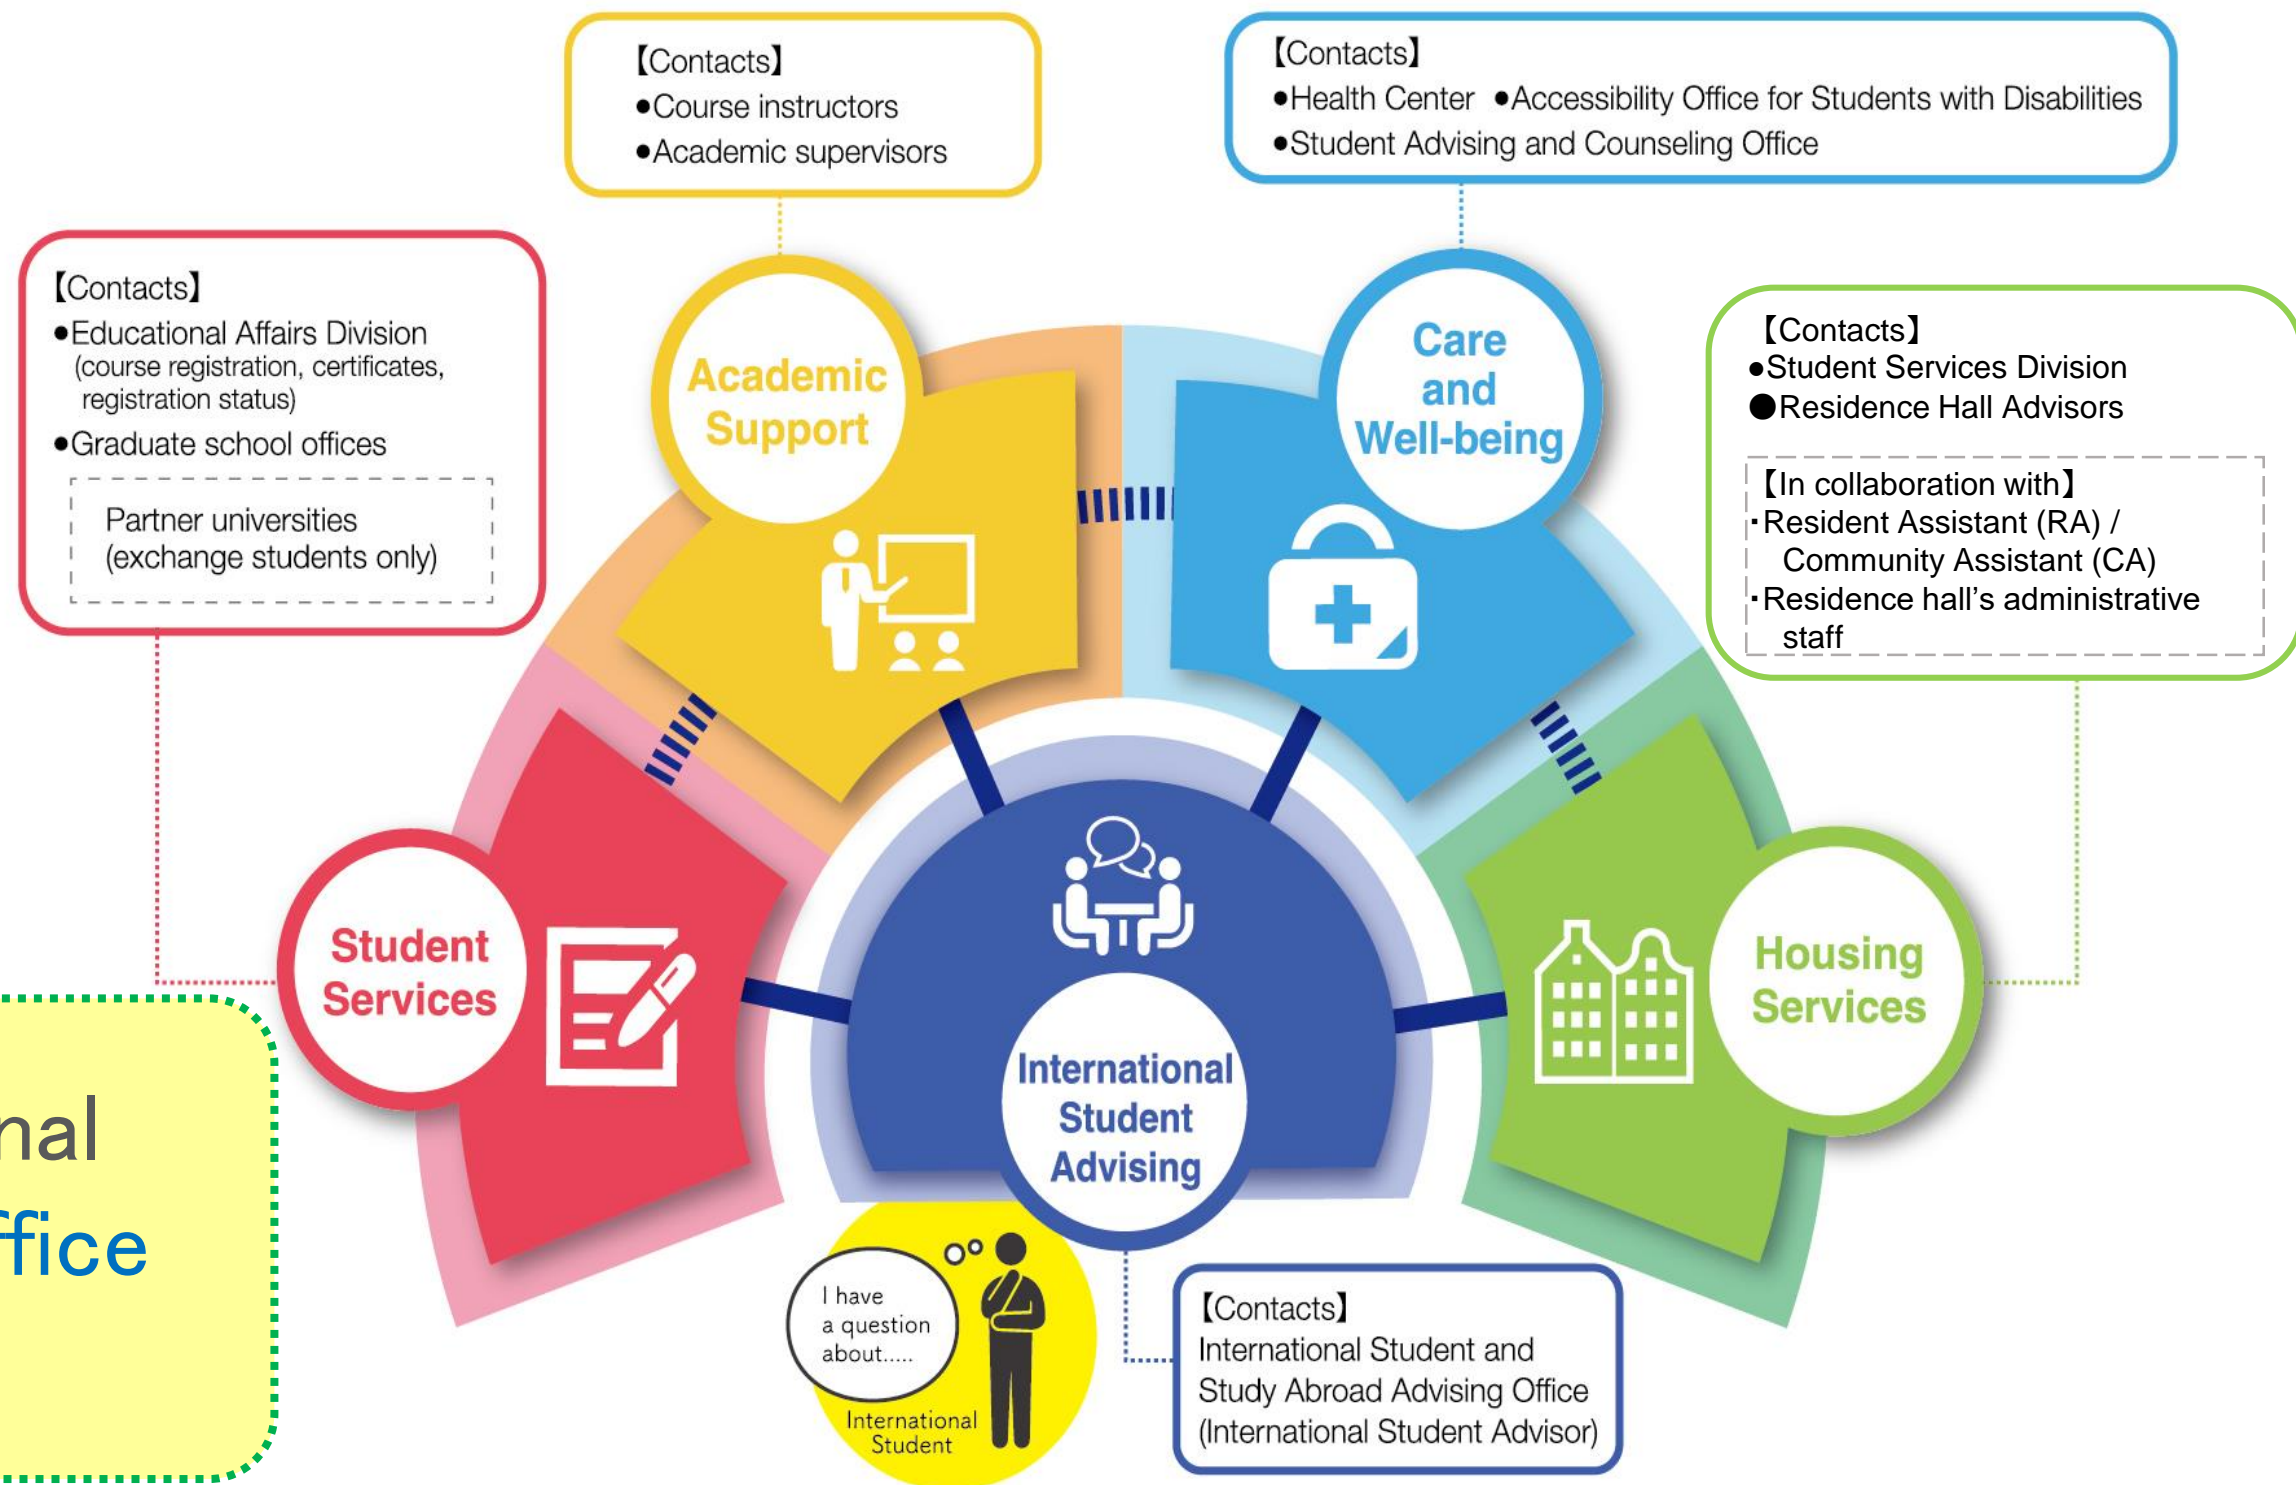 【Contacts】
●Course instructors
●Academic supervisors
【Contacts】
●Health Center ●Accessibility Office for Students with Disabilities
●Student Advising and Counseling Office
【Contacts】
●Educational Affairs Division
(course registration, certificates,
registration status)
●Graduate school offices
Partner universities
(exchange students only)
【Contacts】
●Student Services Division
●Residence Hall Advisors
【In collaboration with】
・Resident Assistant (RA) /
Community Assistant (CA)
・Residence hall’s administrative
staff
Academic
Support
Care
and
Well-being
Student
Services
Housing
Services
International
Student
Advising
I have
a question
about.....
International
Student
【Contacts】
International Student and
Study Abroad Advising Office
(International Student Advisor)